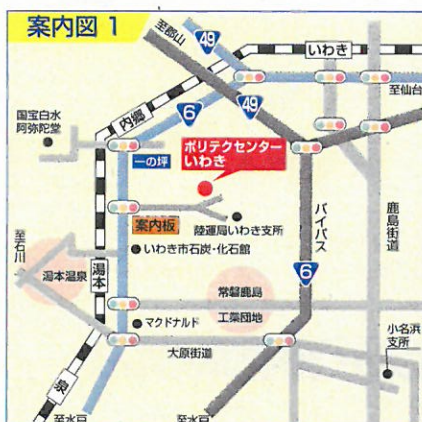 案内図 1
至郡山
49
いわき
至仙台
国宝白水
阿弥陀堂
内郷
6
49
ポリテクセンター
いわき
一の坪
案内板
陸運局いわき支所
バイパス
鹿島街道
至石川
いわき市石炭・化石館
湯本温泉
湯本
6
常磐鹿島
工業団地
マクドナルド
小名浜
支所
大原街道
泉
至水戸
至水戸